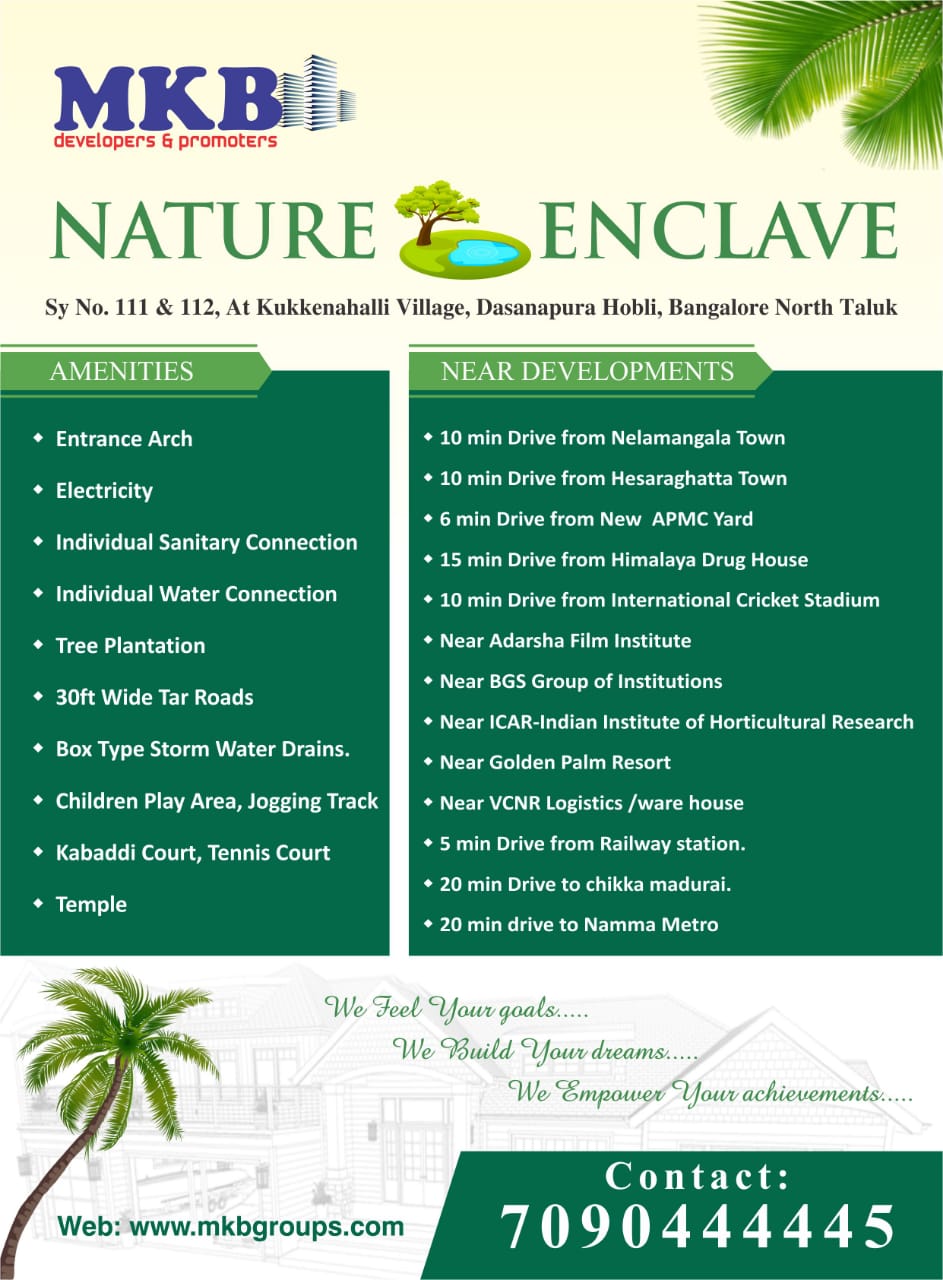 MKB
developers & promoters
NATURE ENCLAVE
Sy No. 111 & 112, At Kukkenahalli Village, Dasanapura Hobli, Bangalore North Taluk
AMENITIES
Entrance Arch
Electricity
Individual Sanitary Connection
Individual Water Connection
Tree Plantation
30ft Wide Tar Roads
Box Type Storm Water Drains.
Children Play Area, Jogging Track
Kabaddi Court, Tennis Court
Temple
NEAR DEVELOPMENTS
10 min Drive from Nelamangala Town
10 min Drive from Hesaraghatta Town
6 min Drive from New APMC Yard
15 min Drive from Himalaya Drug House
10 min Drive from International Cricket Stadium
Near Adarsha Film Institute
Near BGS Group of Institutions
Near ICAR-Indian Institute of Horticultural Research
Near Golden Palm Resort
Near VCNR Logistics /ware house
5 min Drive from Railway station.
20 min Drive to chikka madurai.
20 min drive to Namma Metro
We Feel Your goals.....
We Build Your dreams.....
We Empower Your achievements.....
Web: www.mkbgroups.com
Contact:
7090444445